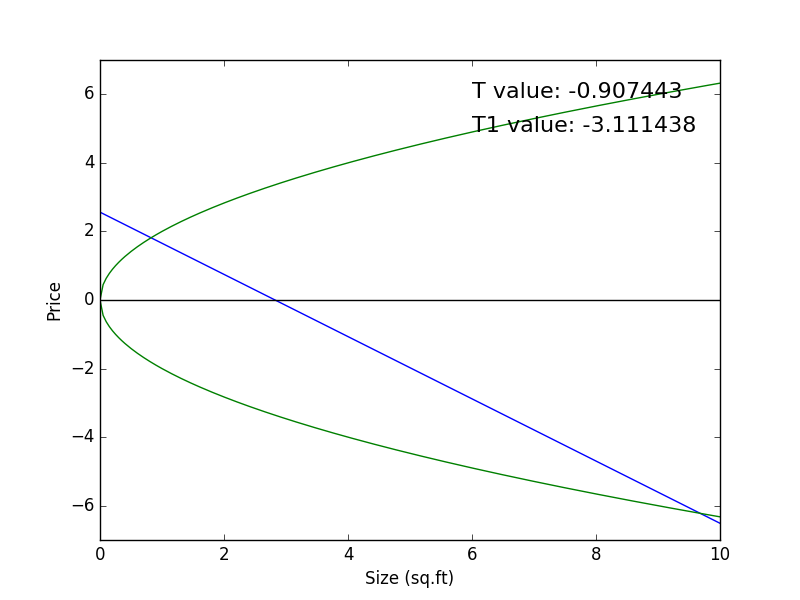 T value: -0.907443
T1 value: -3.111438
6
4
2
0
−2
−4
−6
Price
0 2 4 6 8 10
Size (sq.ft)